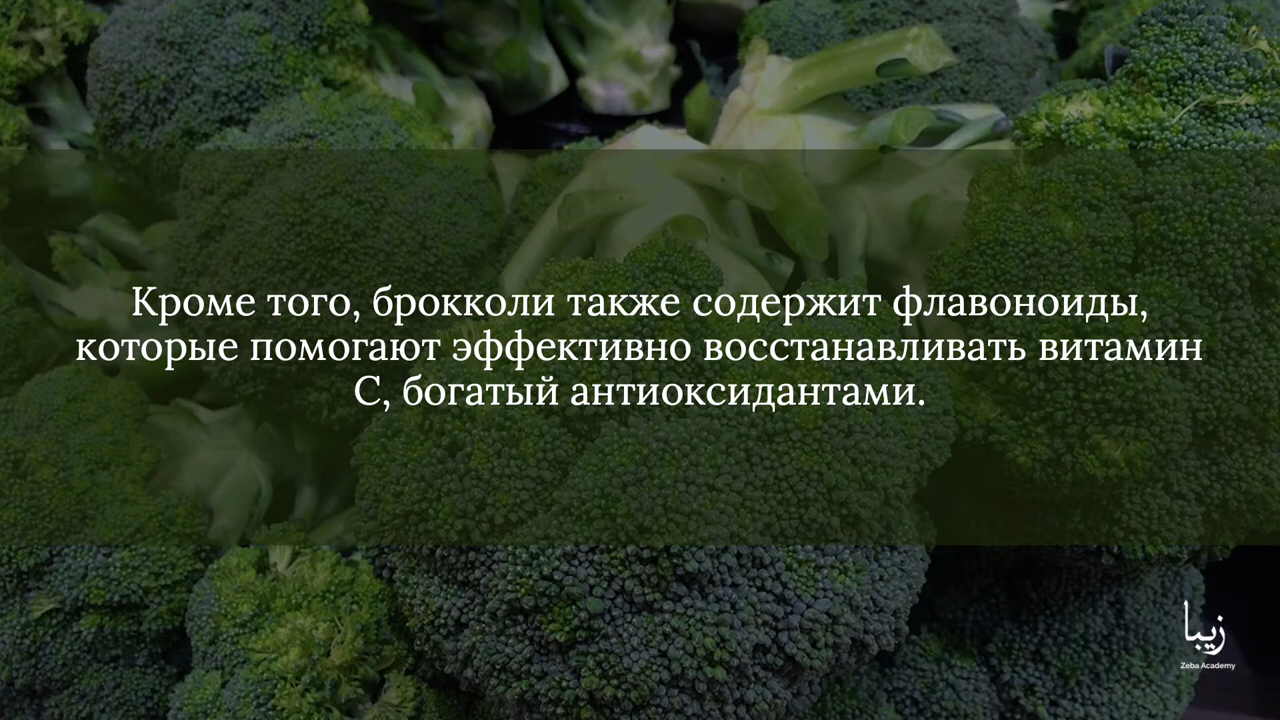 Кроме того, брокколи также содержит флавоноиды,
которые помогают эффективно восстанавливать витамин
С, богатый антиоксидантами.
زيبا
Zeba Academy